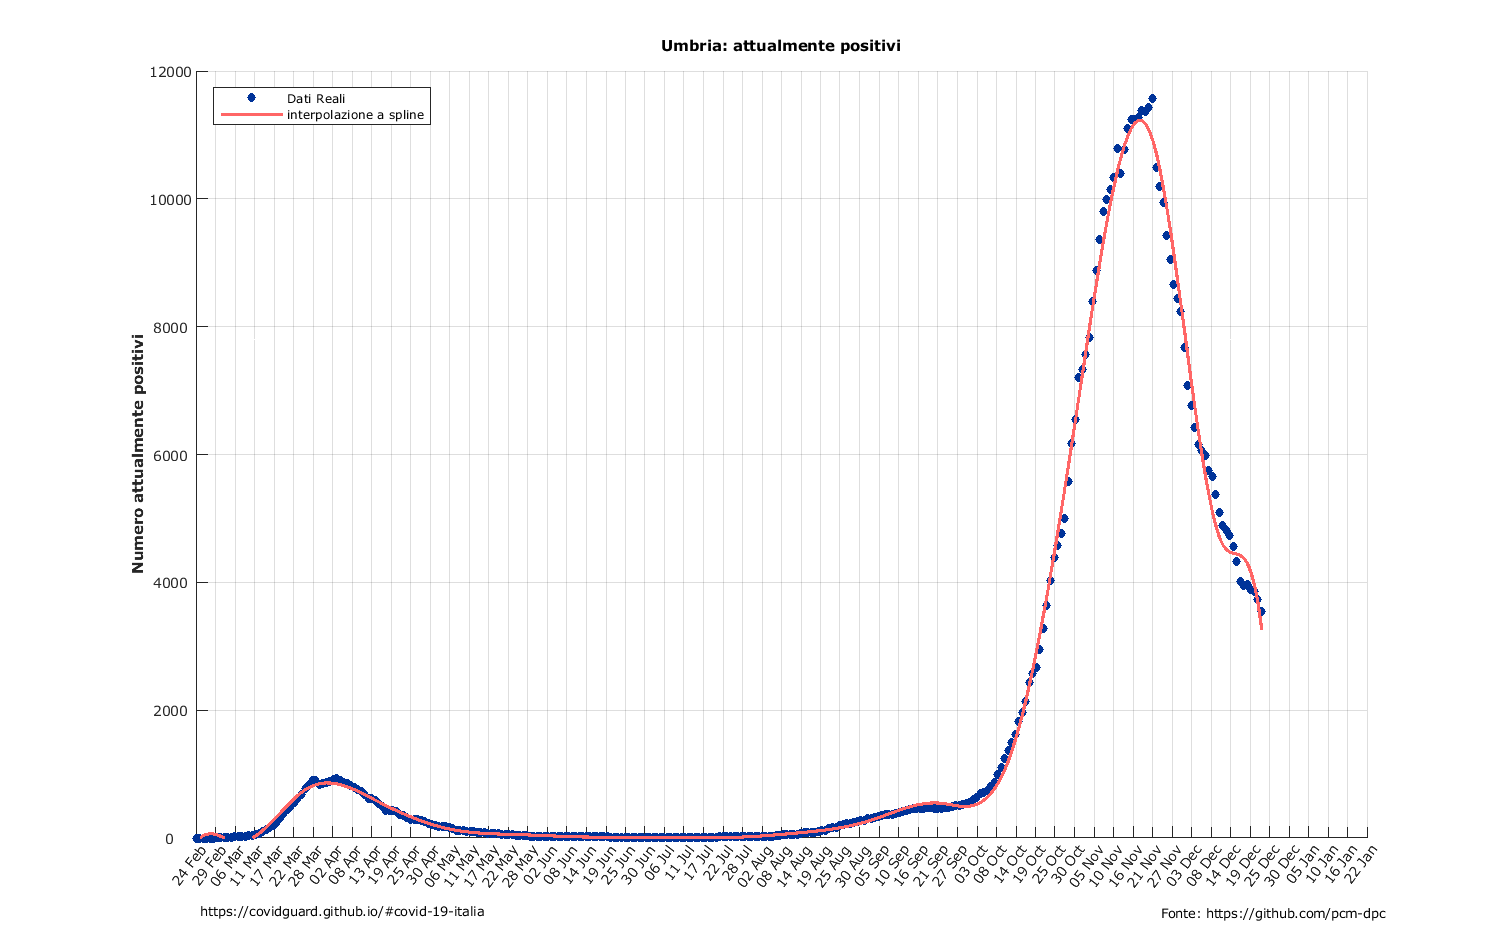 Umbria: attualmente positivi
12000
10000
8000
6000
4000
2000
0
Dati Reali
interpolazione a spline
Numero attualmente positivi
24 Feb
29 Feb
06 Mar
11 Mar
17 Mar
22 Mar
28 Mar
02 Apr
08 Apr
13 Apr
19 Apr
25 Apr
30 Apr
06 May
11 May
17 May
22 May
28 May
02 Jun
08 Jun
14 Jun
19 Jun
25 Jun
30 Jun
06 Jul
11 Jul
17 Jul
22 Jul
28 Jul
02 Aug
08 Aug
14 Aug
19 Aug
25 Aug
30 Aug
05 Sep
10 Sep
16 Sep
21 Sep
27 Sep
03 Oct
08 Oct
14 Oct
19 Oct
25 Oct
30 Oct
05 Nov
10 Nov
16 Nov
21 Nov
27 Nov
03 Dec
08 Dec
14 Dec
19 Dec
25 Dec
30 Dec
05 Jan
10 Jan
16 Jan
22 Jan
https://covidguard.github.io/#covid-19-italia
Fonte: https://github.com/pcm-dpc